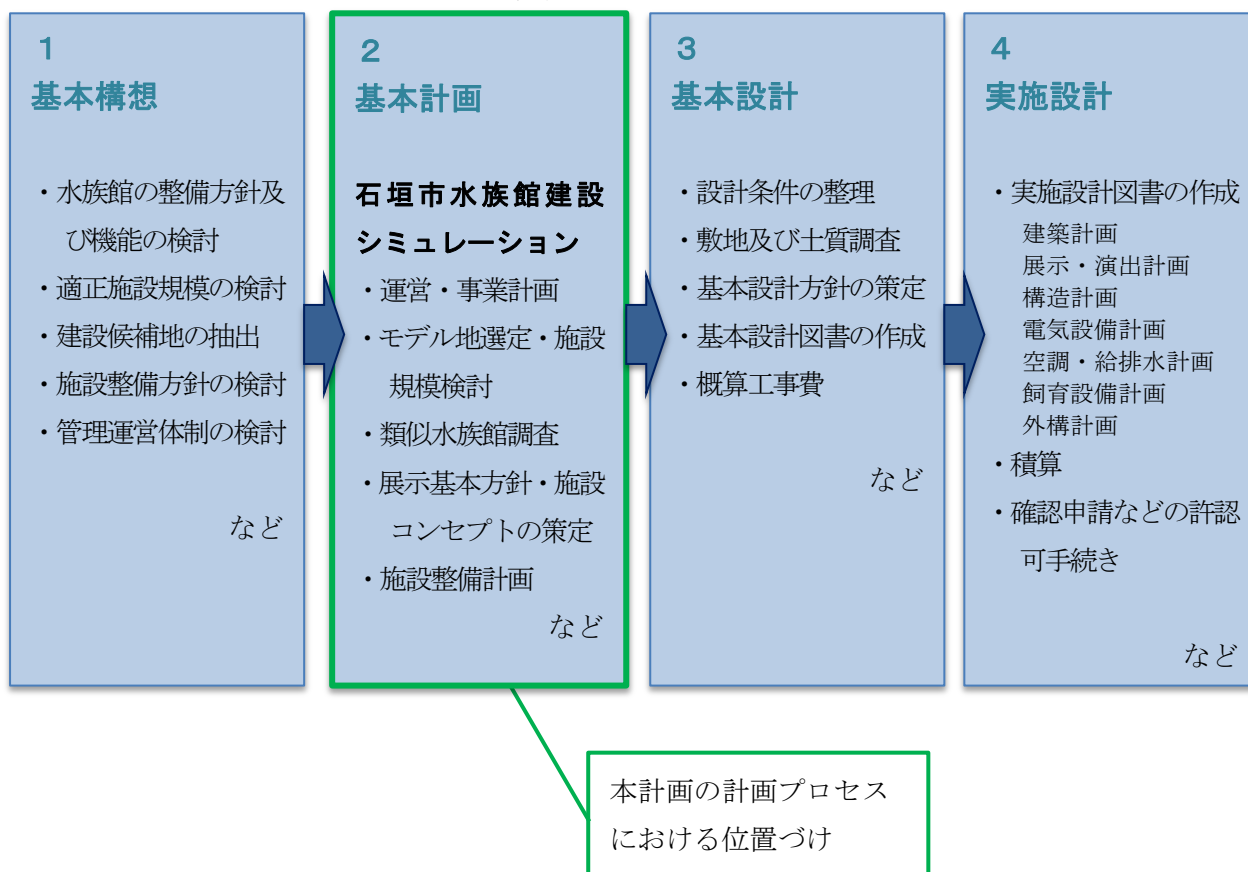 1
基本構想
・水族館の整備方針及
び機能の検討
・適正施設規模の検討
・建設候補地の抽出
・施設整備方針の検討
・管理運営体制の検討
など
2
基本計画
石垣市水族館建設
シミュレーション
・運営・事業計画
・モデル地選定・施設
規模検討
・類似水族館調査
・展示基本方針・施設
コンセプトの策定
・施設整備計画
など
3
基本設計
・設計条件の整理
・敷地及び土質調査
・基本設計方針の策定
・基本設計図書の作成
・概算工事費
など
4
実施設計
・実施設計図書の作成
建築計画
展示・演出計画
構造計画
電気設備計画
空調・給排水計画
飼育設備計画
外構計画
・積算
・確認申請などの許認
可手続き
など
本計画の計画プロセス
における位置づけ